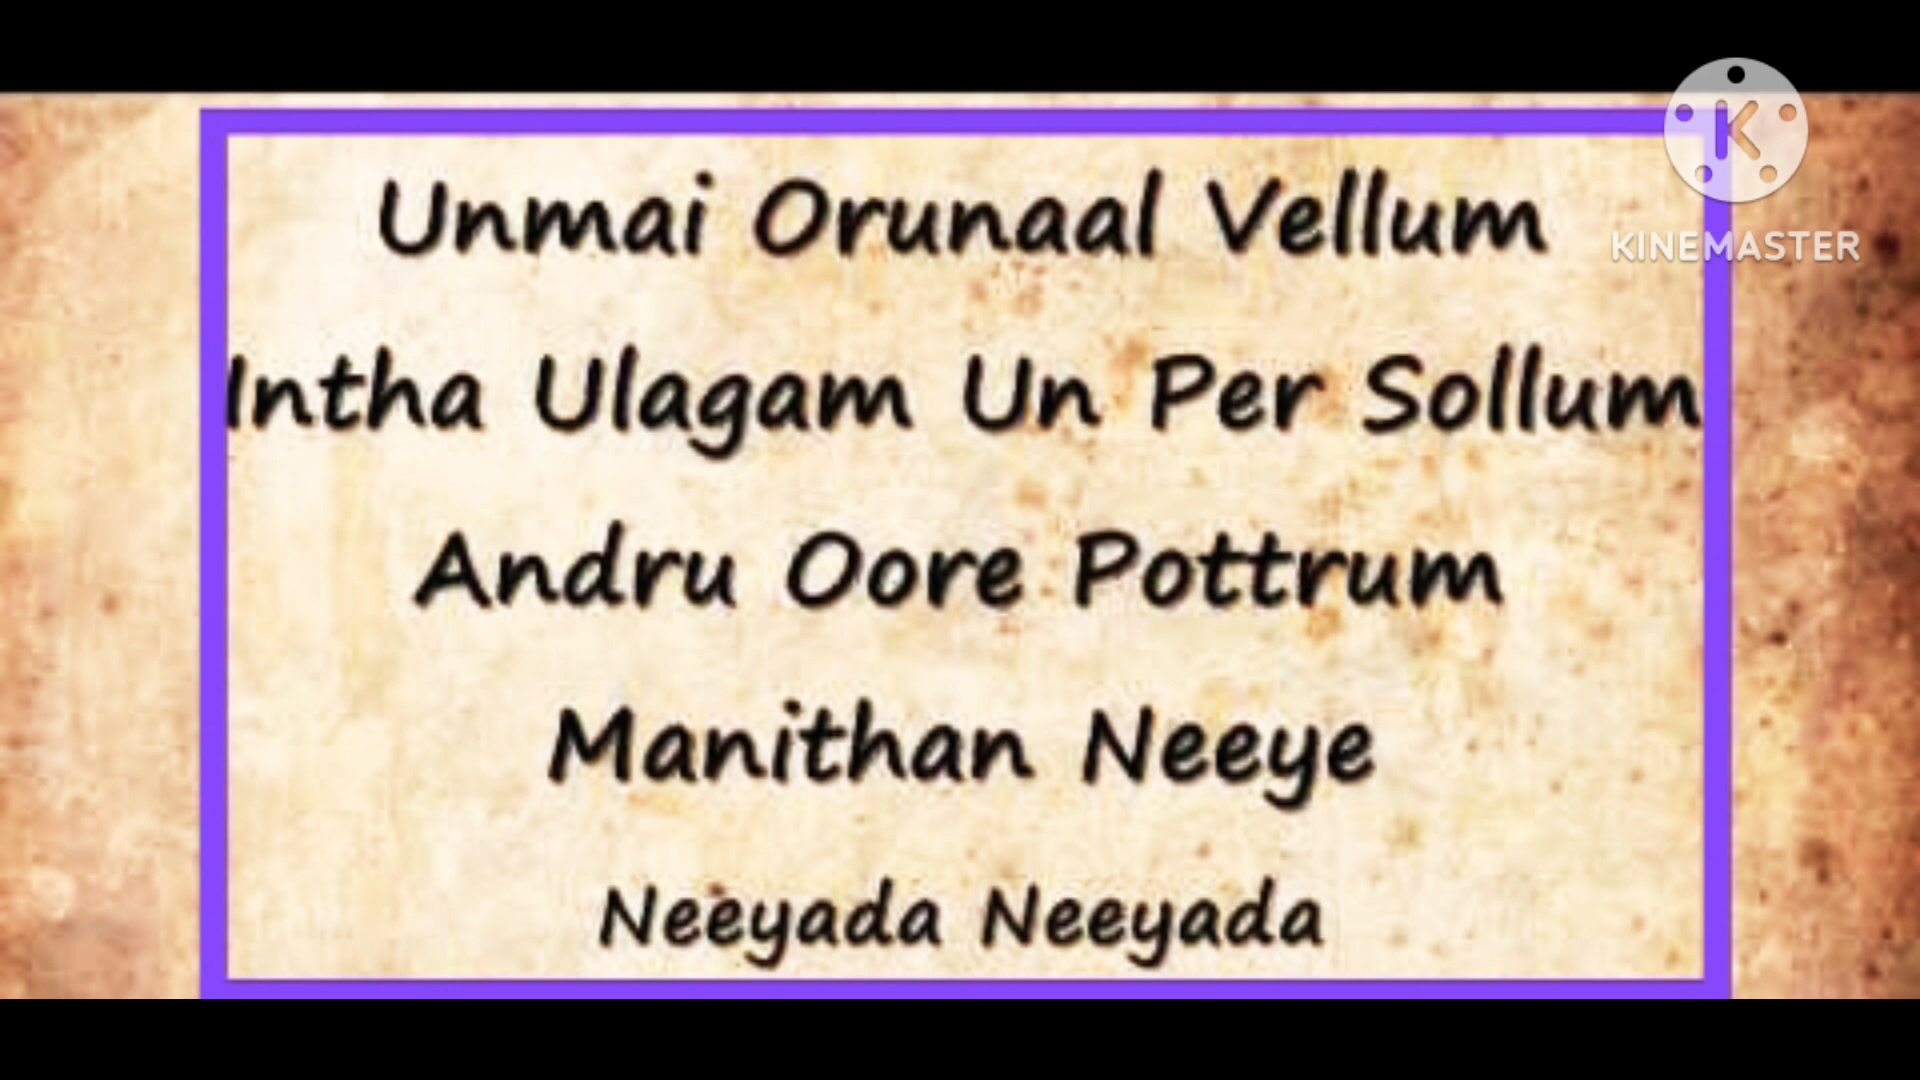 Unmai Orunaal Vellum
Intha Ulagam Un Per Sollum
Andru Oore Pottrum
Manithan Neeye
Neeyada Neeyada
K
KINEMASTER